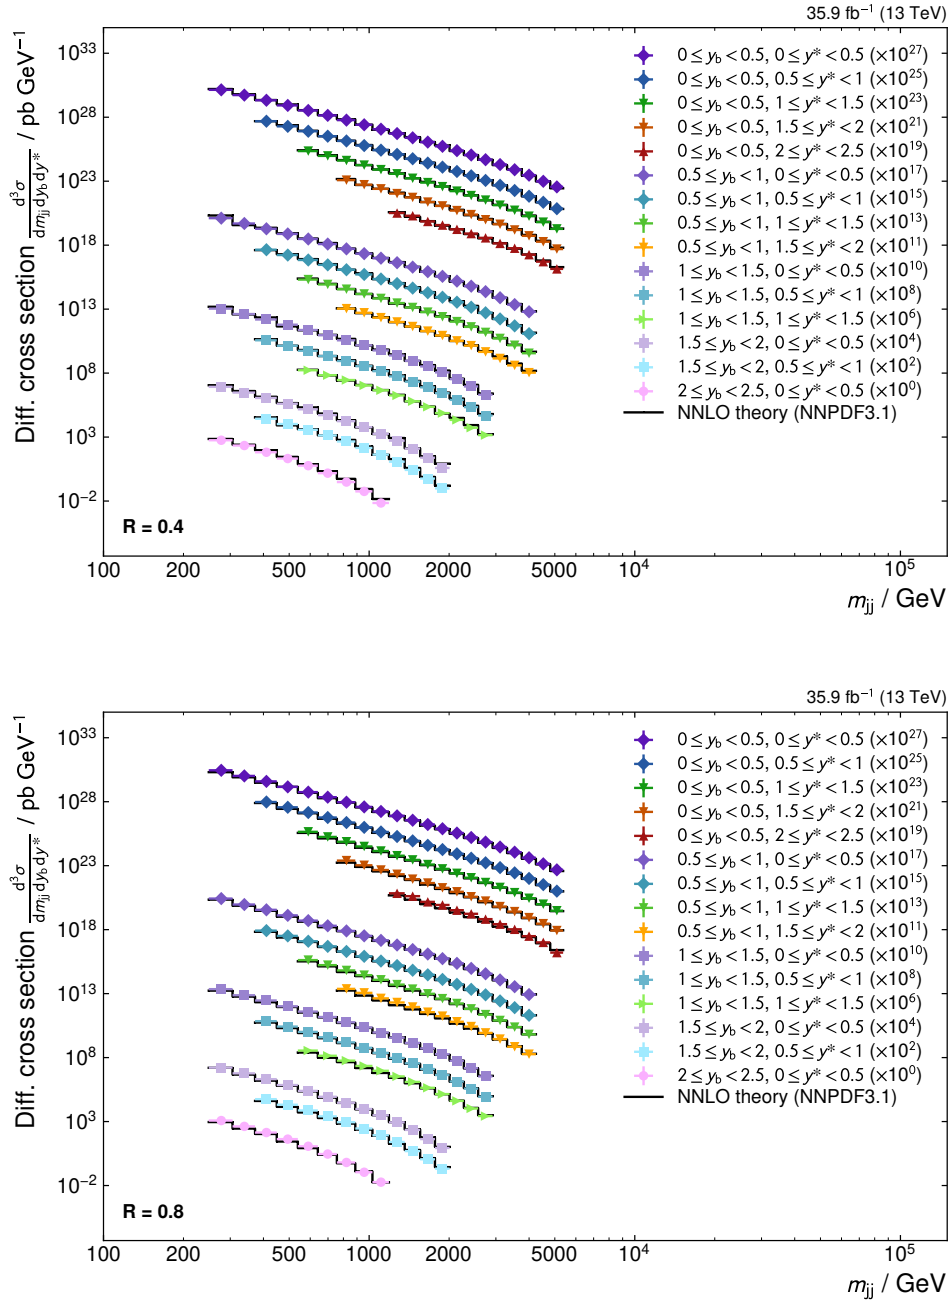 35.9 fb⁻¹ (13 TeV)
Diff. cross section d³σ / dm_jj dy_b dy* / pb GeV⁻¹
10³³
10²⁸
10²³
10¹⁸
10¹³
10⁸
10³
10⁻²
0 ≤ y_b < 0.5, 0 ≤ y* < 0.5 (×10²⁷)
0 ≤ y_b < 0.5, 0.5 ≤ y* < 1 (×10²⁵)
0 ≤ y_b < 0.5, 1 ≤ y* < 1.5 (×10²³)
0 ≤ y_b < 0.5, 1.5 ≤ y* < 2 (×10²¹)
0 ≤ y_b < 0.5, 2 ≤ y* < 2.5 (×10¹⁹)
0.5 ≤ y_b < 1, 0 ≤ y* < 0.5 (×10¹⁷)
0.5 ≤ y_b < 1, 0.5 ≤ y* < 1 (×10¹⁵)
0.5 ≤ y_b < 1, 1 ≤ y* < 1.5 (×10¹³)
0.5 ≤ y_b < 1, 1.5 ≤ y* < 2 (×10¹¹)
1 ≤ y_b < 1.5, 0 ≤ y* < 0.5 (×10¹⁰)
1 ≤ y_b < 1.5, 0.5 ≤ y* < 1 (×10⁸)
1 ≤ y_b < 1.5, 1 ≤ y* < 1.5 (×10⁶)
1.5 ≤ y_b < 2, 0 ≤ y* < 0.5 (×10⁴)
1.5 ≤ y_b < 2, 0.5 ≤ y* < 1 (×10²)
2 ≤ y_b < 2.5, 0 ≤ y* < 0.5 (×10⁰)
NNLO theory (NNPDF3.1)
R = 0.4
100 200 500 1000 2000 5000 10⁴ 10⁵
m_jj / GeV
35.9 fb⁻¹ (13 TeV)
Diff. cross section d³σ / dm_jj dy_b dy* / pb GeV⁻¹
10³³
10²⁸
10²³
10¹⁸
10¹³
10⁸
10³
10⁻²
0 ≤ y_b < 0.5, 0 ≤ y* < 0.5 (×10²⁷)
0 ≤ y_b < 0.5, 0.5 ≤ y* < 1 (×10²⁵)
0 ≤ y_b < 0.5, 1 ≤ y* < 1.5 (×10²³)
0 ≤ y_b < 0.5, 1.5 ≤ y* < 2 (×10²¹)
0 ≤ y_b < 0.5, 2 ≤ y* < 2.5 (×10¹⁹)
0.5 ≤ y_b < 1, 0 ≤ y* < 0.5 (×10¹⁷)
0.5 ≤ y_b < 1, 0.5 ≤ y* < 1 (×10¹⁵)
0.5 ≤ y_b < 1, 1 ≤ y* < 1.5 (×10¹³)
0.5 ≤ y_b < 1, 1.5 ≤ y* < 2 (×10¹¹)
1 ≤ y_b < 1.5, 0 ≤ y* < 0.5 (×10¹⁰)
1 ≤ y_b < 1.5, 0.5 ≤ y* < 1 (×10⁸)
1 ≤ y_b < 1.5, 1 ≤ y* < 1.5 (×10⁶)
1.5 ≤ y_b < 2, 0 ≤ y* < 0.5 (×10⁴)
1.5 ≤ y_b < 2, 0.5 ≤ y* < 1 (×10²)
2 ≤ y_b < 2.5, 0 ≤ y* < 0.5 (×10⁰)
NNLO theory (NNPDF3.1)
R = 0.8
100 200 500 1000 2000 5000 10⁴ 10⁵
m_jj / GeV